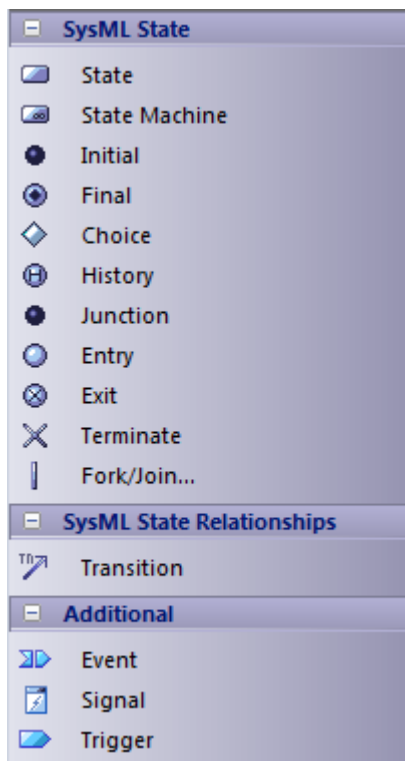 SysML State
State
State Machine
Initial
Final
Choice
History
Junction
Entry
Exit
Terminate
Fork/Join...
SysML State Relationships
Transition
Additional
Event
Signal
Trigger